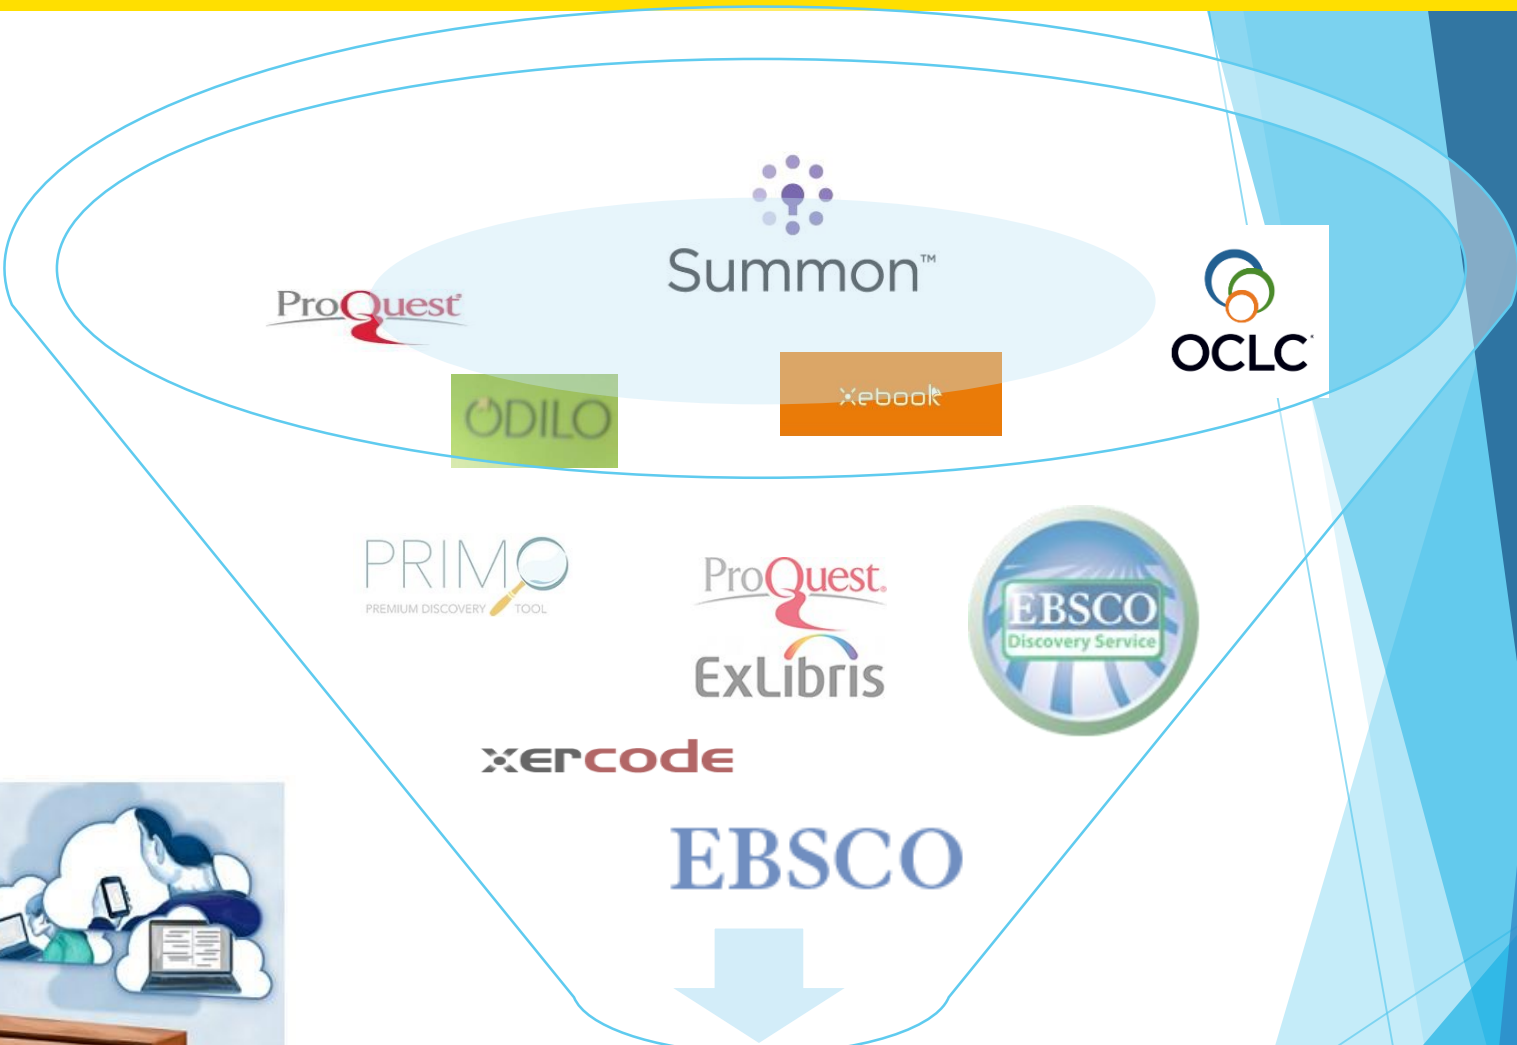 Summon™
ProQuest
OCLC
ODILO
xebook
PRIMO
PREMIUM DISCOVERY TOOL
ProQuest.
ExLibris
EBSCO
Discovery Service
xercode
EBSCO